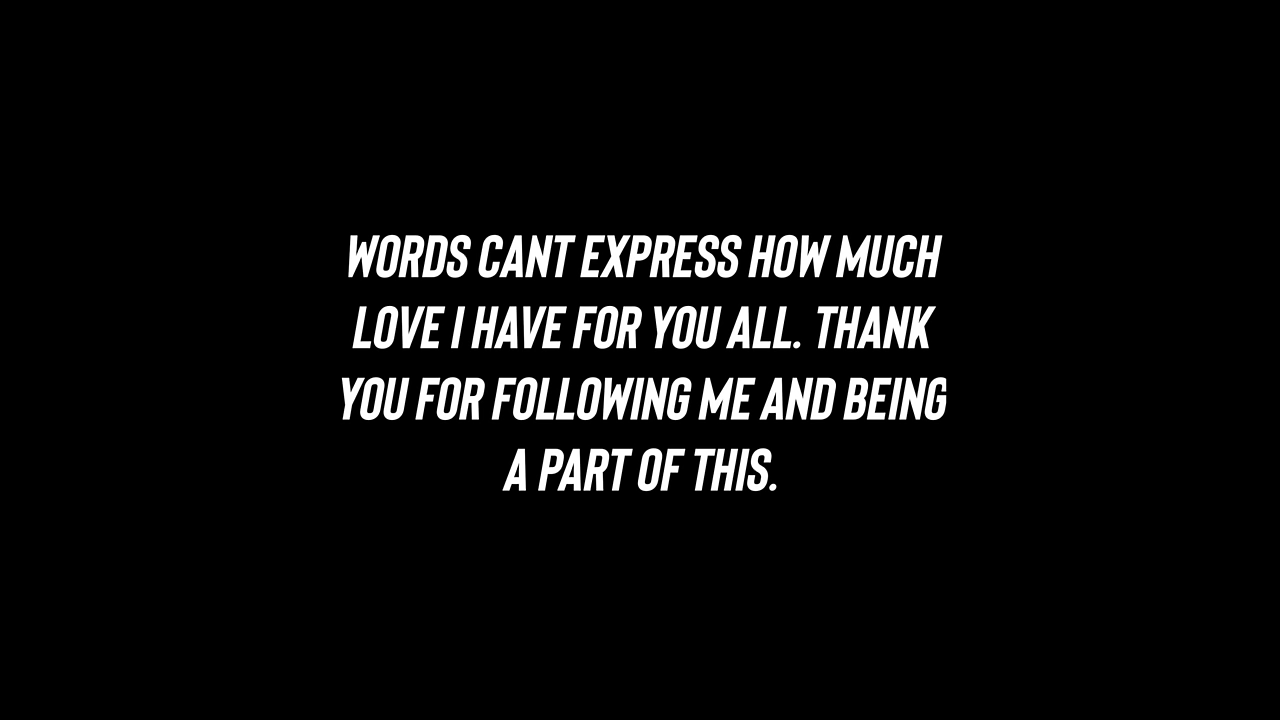 WORDS CANT EXPRESS HOW MUCH
LOVE I HAVE FOR YOU ALL. THANK
YOU FOR FOLLOWING ME AND BEING
A PART OF THIS.